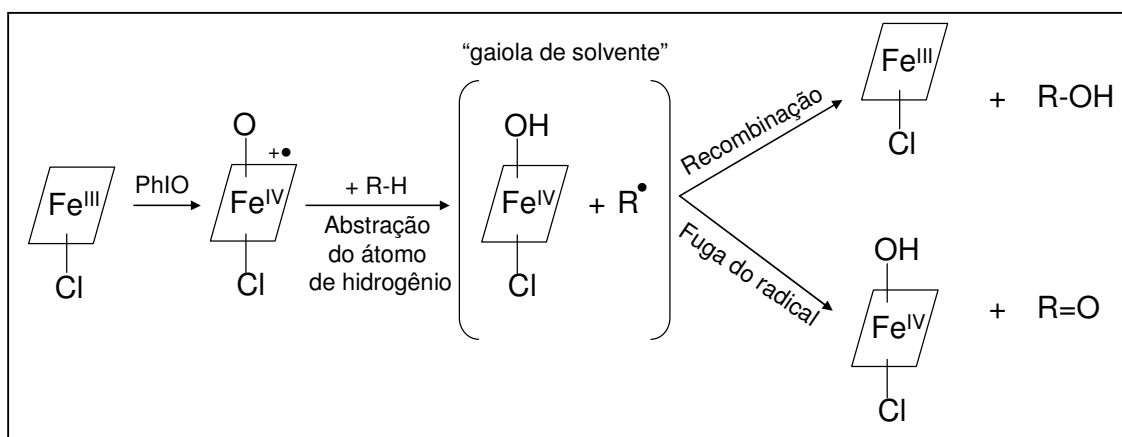 “gaiola de solvente”
Fe^III
Cl
PhIO
O
+•
Fe^IV
Cl
+ R-H
Abstração
do átomo
de hidrogênio
OH
Fe^IV
Cl
+ R•
Recombinação
Fe^III
Cl
+ R-OH
Fuga do radical
OH
Fe^IV
Cl
+ R=O